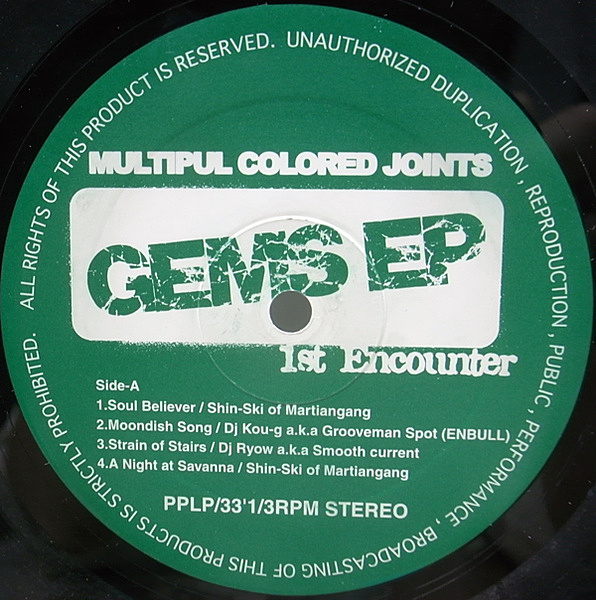 ALL RIGHTS OF THIS PRODUCT IS RESERVED. UNAUTHORIZED DUPLICATION , REPRODUCTION , PUBLIC , PERFORMANCE , BROADCASTING OF THIS PRODUCTS IS STRICTLY PROHIBITED.
MULTIPUL COLORED JOINTS
GEMS EP
1st Encounter
Side-A
1.Soul Believer / Shin-Ski of Martiangang
2.Moondish Song / Dj Kou-g a.k.a Grooveman Spot (ENBULL)
3.Strain of Stairs / Dj Ryow a.k.a Smooth current
4.A Night at Savanna / Shin-Ski of Martiangang
PPLP/33'1/3RPM STEREO